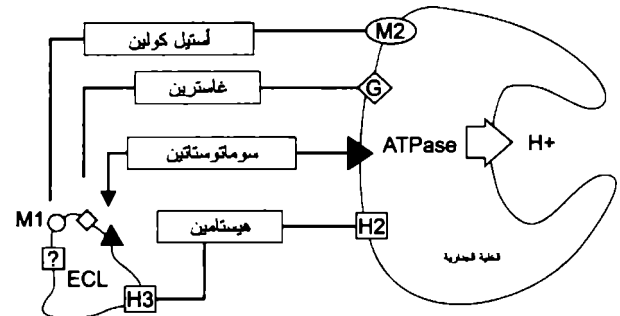 أستيل كولين
M2
غاسترين
G
سوماتوستاتين
ATPase
H+
M1
هيستامين
H2
?
ECL
H3
الخلية الجدارية